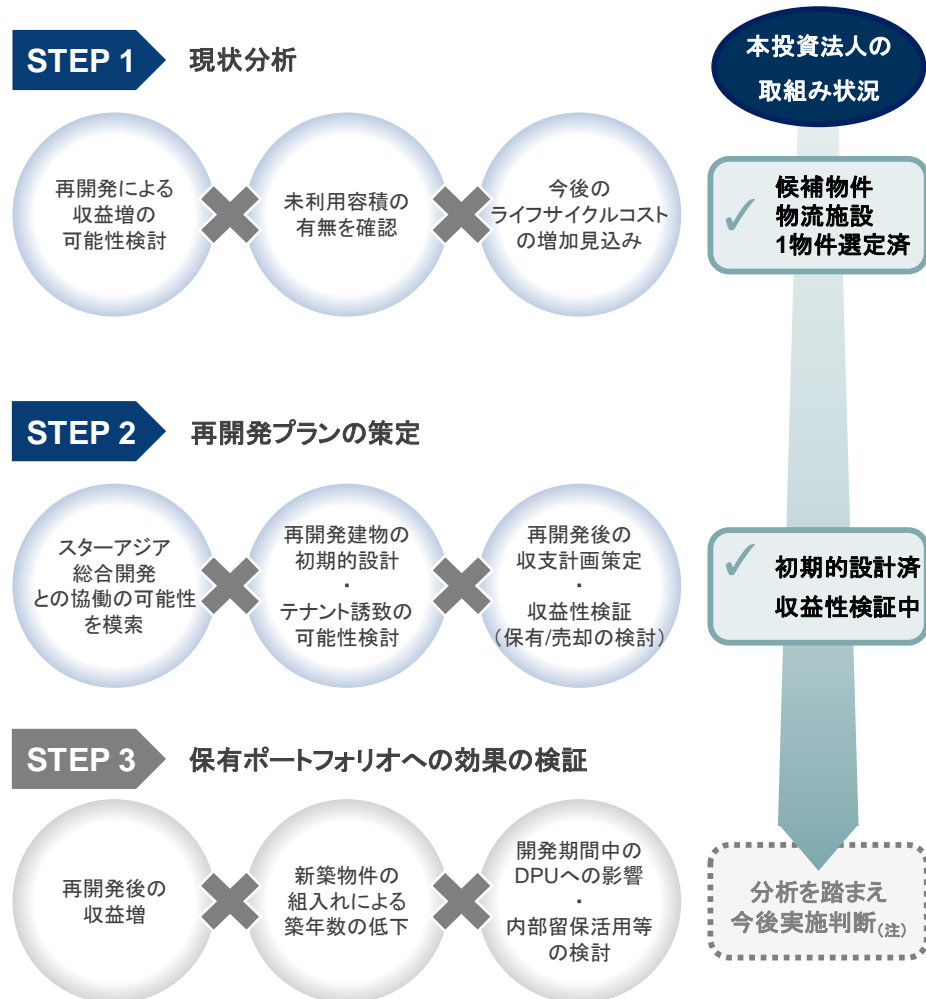 STEP 1
現状分析
本投資法人の
取組み状況
再開発による
収益増の
可能性検討
未利用容積の
有無を確認
今後の
ライフサイクルコスト
の増加見込み
✓
候補物件
物流施設
1物件選定済
STEP 2
再開発プランの策定
スターアジア
総合開発
との協働の可能性
を模索
再開発建物の
初期的設計
・
テナント誘致の
可能性検討
再開発後の
収支計画策定
・
収益性検証
（保有/売却の検討）
✓
初期的設計済
収益性検証中
STEP 3
保有ポートフォリオへの効果の検証
再開発後の
収益増
新築物件の
組入れによる
築年数の低下
開発期間中の
DPUへの影響
・
内部留保活用等
の検討
分析を踏まえ
今後実施判断(注)